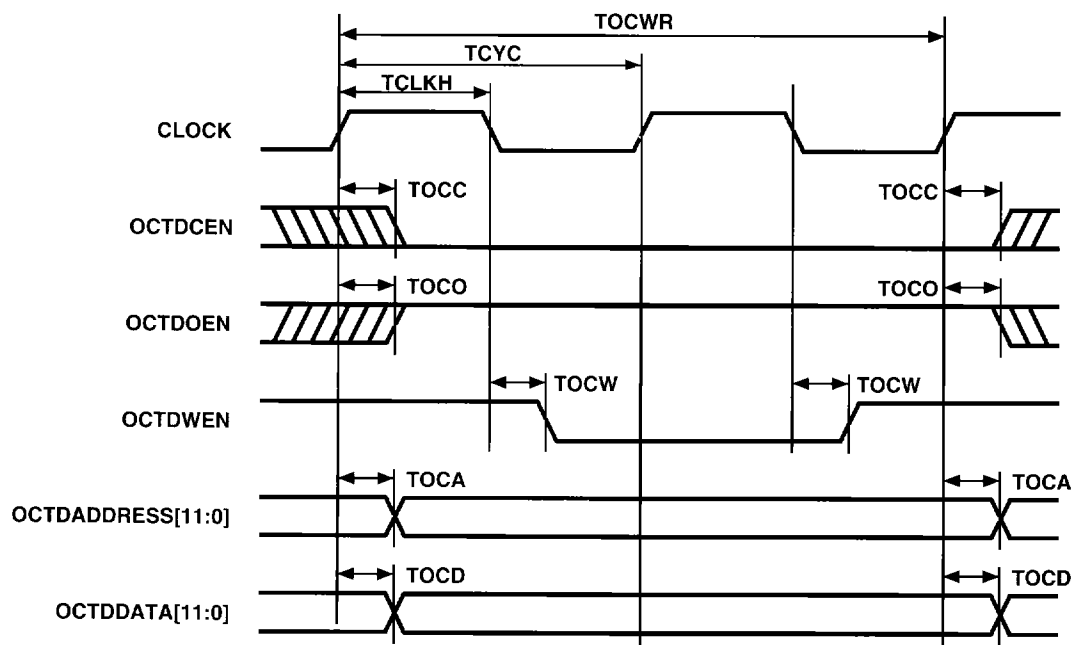 TOCWR
TCYC
TCLKH
CLOCK
TOCC
TOCC
OCTDCEN
TOCO
TOCO
OCTDOEN
TOCW
TOCW
OCTDWEN
TOCA
TOCA
OCTDADDRESS[11:0]
TOCD
TOCD
OCTDDATA[11:0]